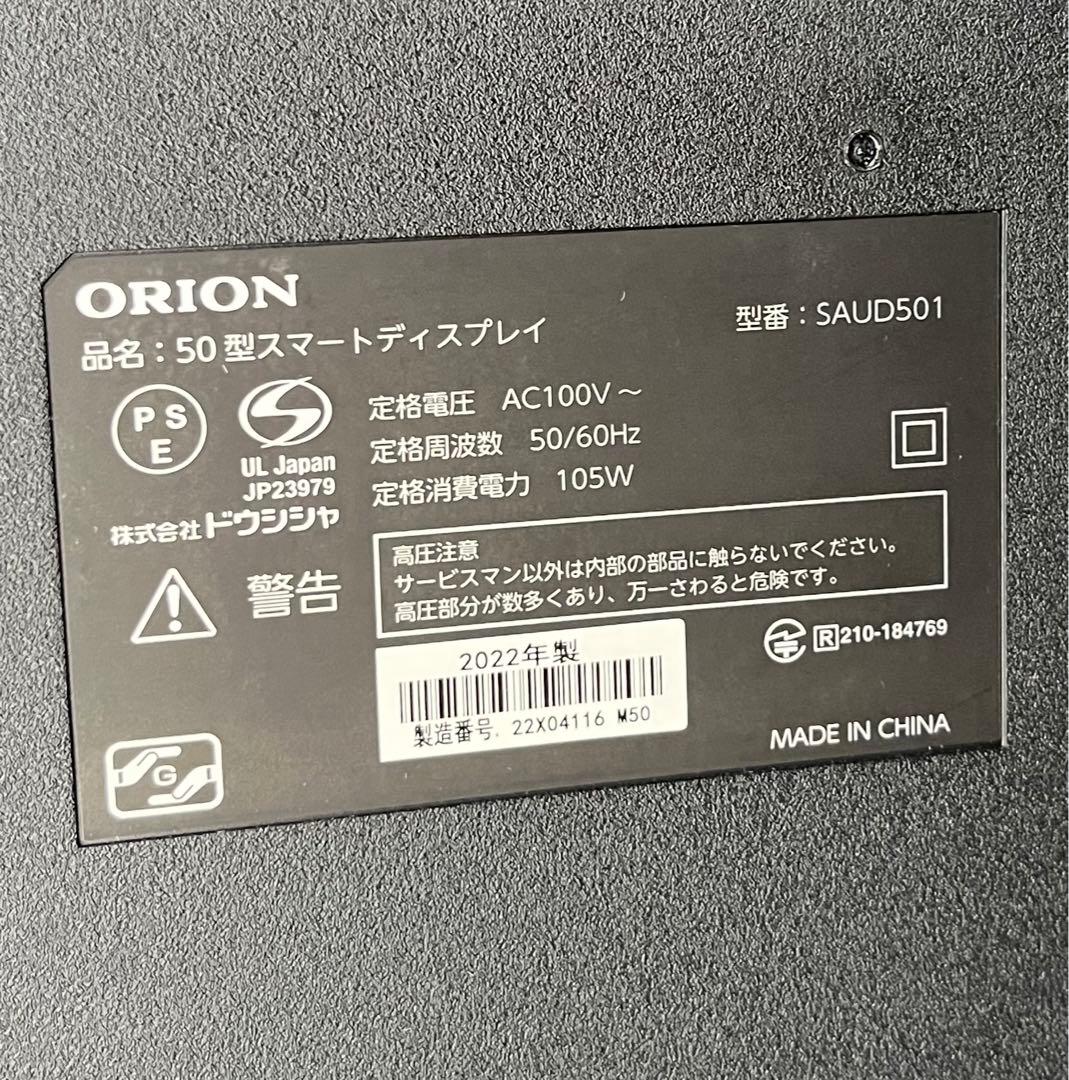 ORION
品名：50型スマートディスプレイ
型番：SAUD501
PSE
UL Japan
JP23979
株式会社ドウシシャ
定格電圧 AC100V～
定格周波数 50/60Hz
定格消費電力 105W
警告
高圧注意
サービスマン以外は内部の部品に触らないでください。
高圧部分が数多くあり、万一さわると危険です。
R 210-184769
2022年製
製造番号. 22X04116 M50
MADE IN CHINA
G